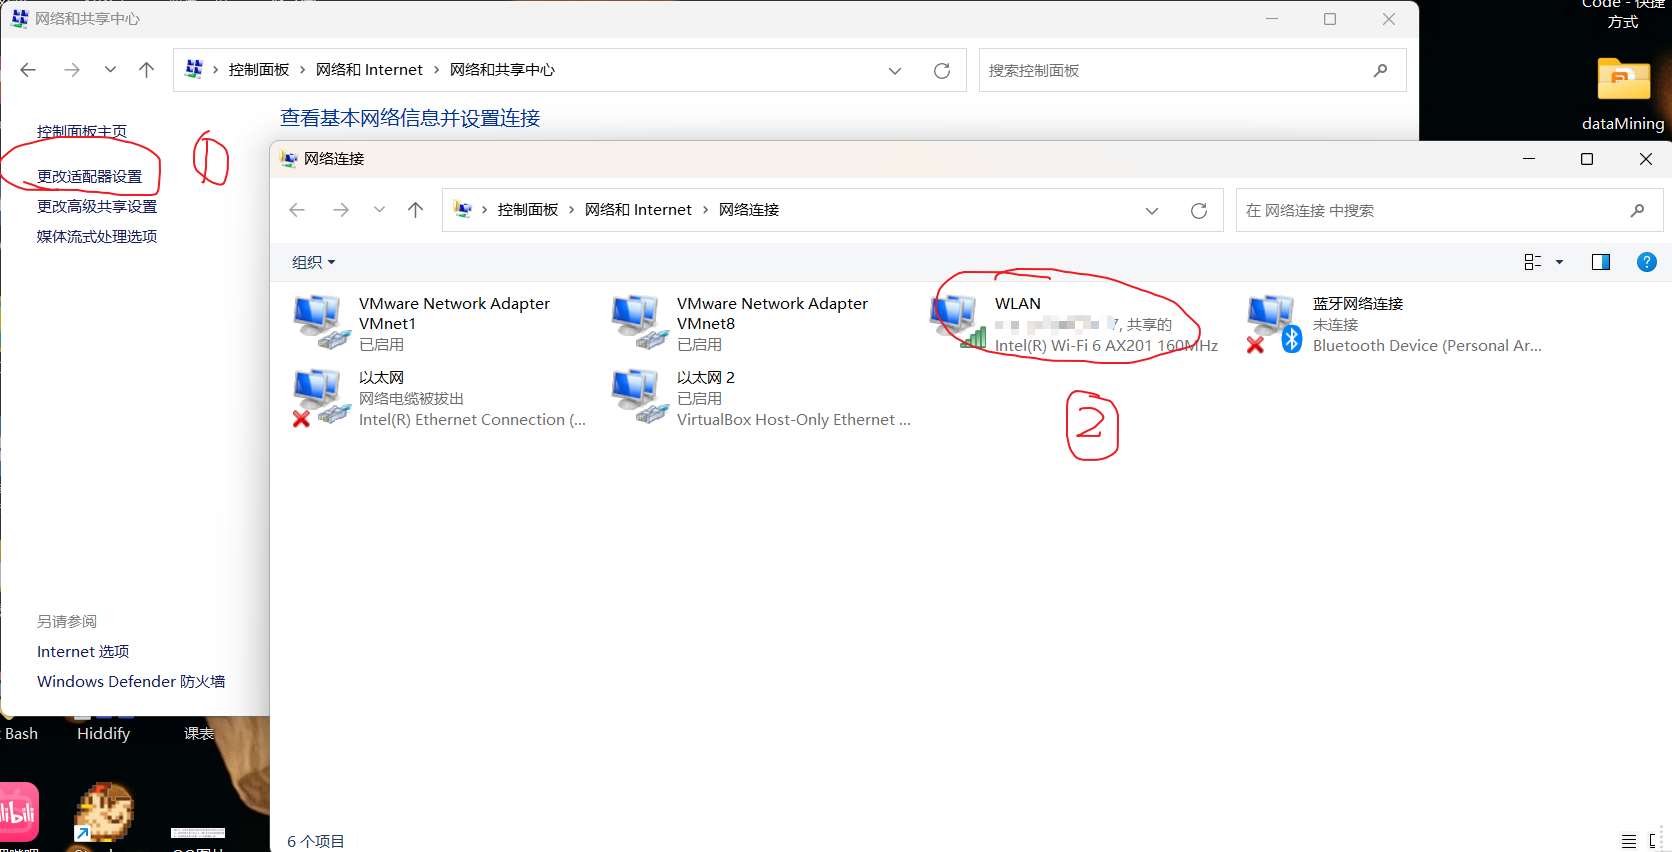 网络和共享中心
控制面板 › 网络和 Internet › 网络和共享中心
搜索控制面板
控制面板主页
更改适配器设置
更改高级共享设置
媒体流式处理选项
查看基本网络信息并设置连接
1
网络连接
控制面板 › 网络和 Internet › 网络连接
在 网络连接 中搜索
组织
VMware Network Adapter
VMnet1
已启用
VMware Network Adapter
VMnet8
已启用
WLAN
7, 共享的
Intel(R) Wi-Fi 6 AX201 160MHz
蓝牙网络连接
未连接
Bluetooth Device (Personal Ar...
以太网
网络电缆被拔出
Intel(R) Ethernet Connection (...
以太网 2
已启用
VirtualBox Host-Only Ethernet ...
2
另请参阅
Internet 选项
Windows Defender 防火墙
6 个项目
Code - 快捷
方式
dataMining
Bash
Hiddify
课表